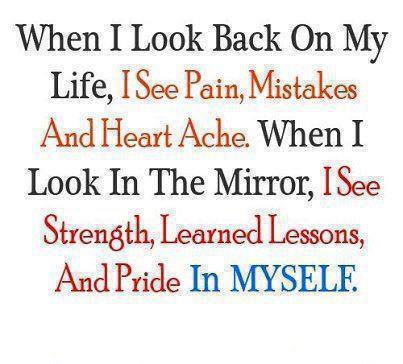 When I Look Back On My
Life, I See Pain, Mistakes
And Heart Ache. When I
Look In The Mirror, I See
Strength, Learned Lessons,
And Pride In MYSELF.